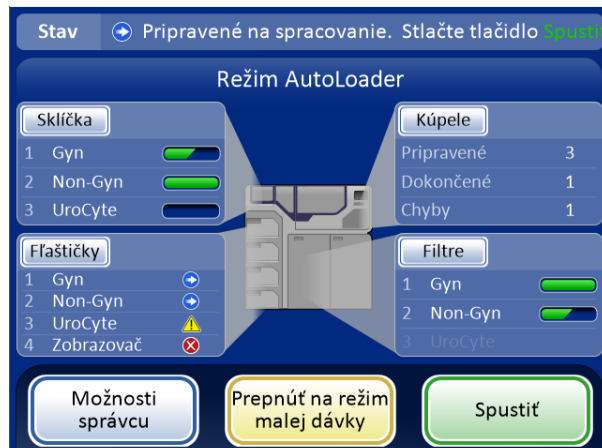 Stav
Pripravené na spracovanie. Stlačte tlačidlo Spustiť
Režim AutoLoader
Sklíčka
1 Gyn
2 Non-Gyn
3 UroCyte
Kúpele
Pripravené 3
Dokončené 1
Chyby 1
Fľaštičky
1 Gyn
2 Non-Gyn
3 UroCyte
4 Zobrazovač
Filtre
1 Gyn
2 Non-Gyn
3 UroCyte
Možnosti
správcu
Prepnúť na režim
malej dávky
Spustiť